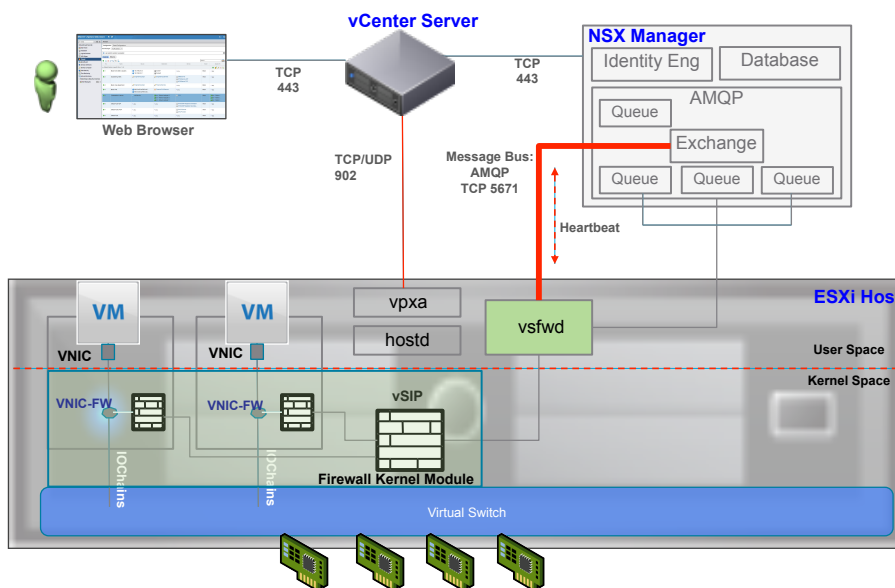 vCenter Server
NSX Manager
Identity Eng
Database
TCP
443
TCP
443
AMQP
Queue
Web Browser
Exchange
TCP/UDP
902
Message Bus:
AMQP
TCP 5671
Queue
Queue
Queue
Heartbeat
ESXi Hos
VM
VM
vpxa
vsfwd
hostd
VNIC
VNIC
User Space
Kernel Space
vSIP
VNIC-FW
VNIC-FW
IOChains
IOChains
Firewall Kernel Module
Virtual Switch